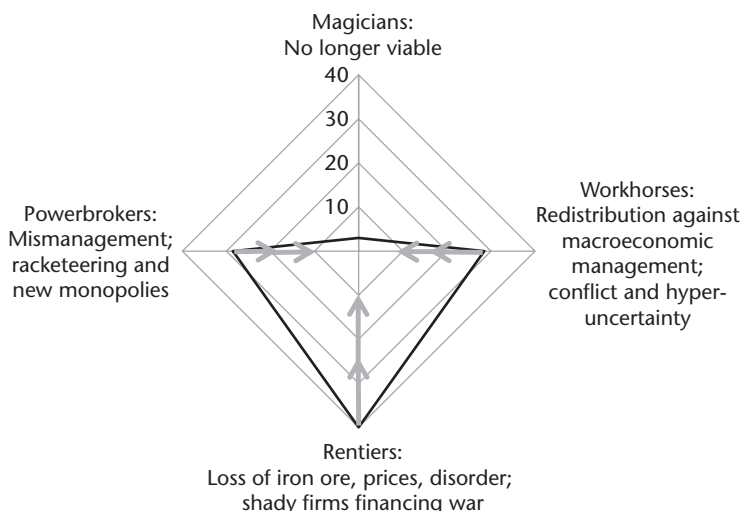 Magicians:
No longer viable
40
30
20
10
Powerbrokers:
Mismanagement;
racketeering and
new monopolies
Workhorses:
Redistribution against
macroeconomic
management;
conflict and hyper-
uncertainty
Rentiers:
Loss of iron ore, prices, disorder;
shady firms financing war